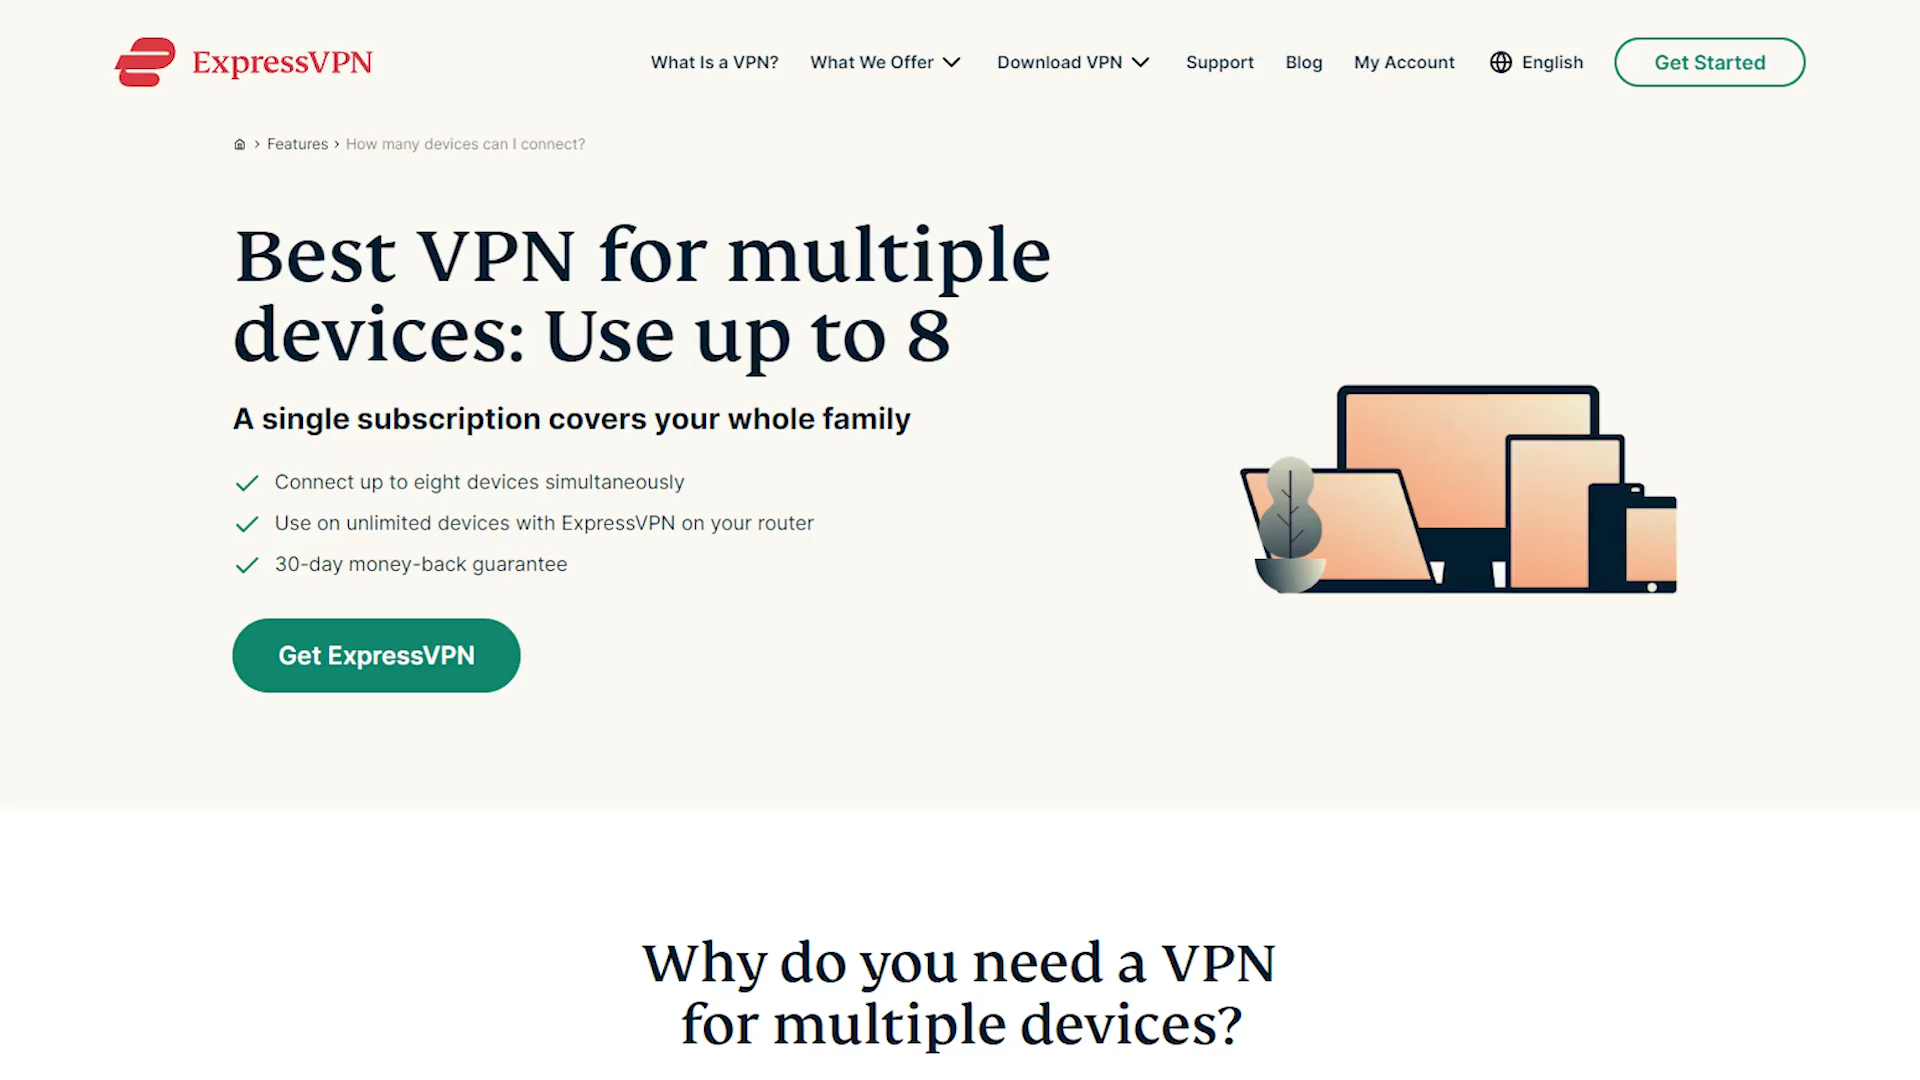 ExpressVPN
What Is a VPN?
What We Offer
Download VPN
Support
Blog
My Account
English
Get Started
Features
How many devices can I connect?
Best VPN for multiple
devices: Use up to 8
A single subscription covers your whole family
Connect up to eight devices simultaneously
Use on unlimited devices with ExpressVPN on your router
30-day money-back guarantee
Get ExpressVPN
Why do you need a VPN
for multiple devices?